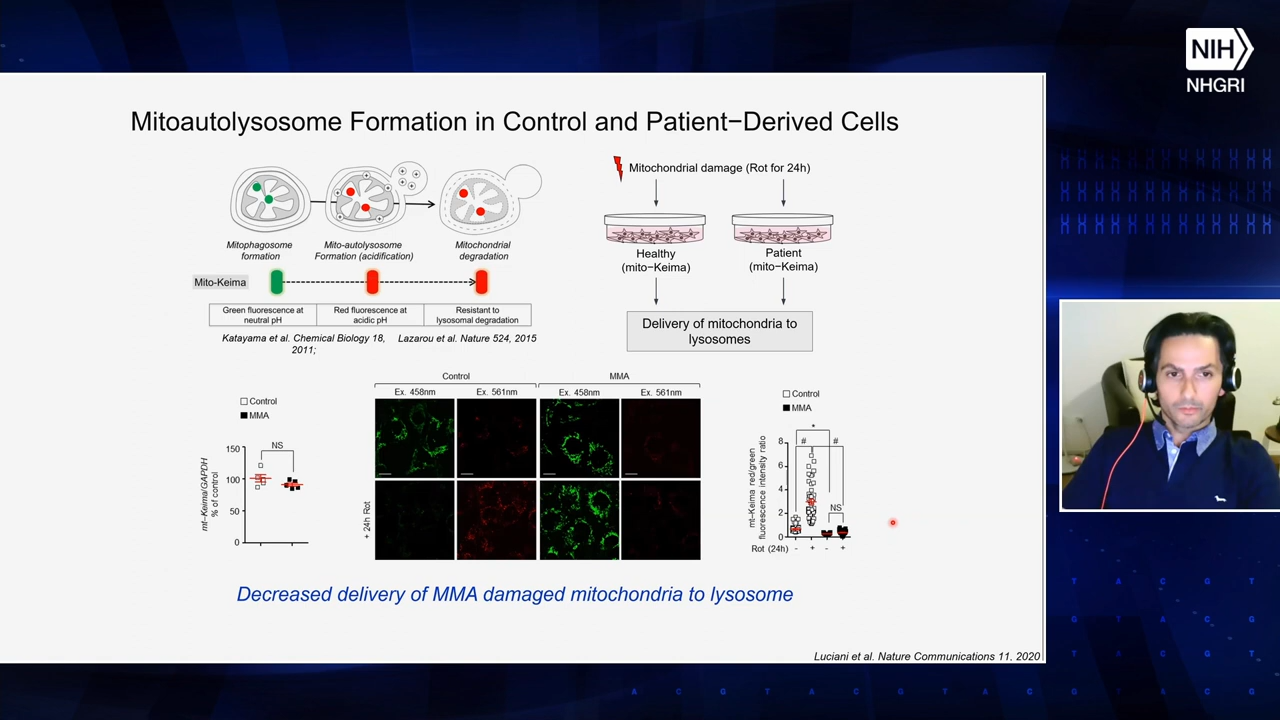 NIH
NHGRI
Mitoautolysosome Formation in Control and Patient−Derived Cells
Mitophagosome
formation
Mito-autolysosome
Formation (acidification)
Mitochondrial
degradation
Mito-Keima
Green fluorescence at
neutral pH
Red fluorescence at
acidic pH
Resistant to
lysosomal degradation
Katayama et al. Chemical Biology 18,
2011;
Lazarou et al. Nature 524, 2015
Mitochondrial damage (Rot for 24h)
Healthy
(mito−Keima)
Patient
(mito−Keima)
Delivery of mitochondria to
lysosomes
Control
MMA
mt−Keima/GAPDH
% of control
150
100
50
0
NS
Control
MMA
Ex. 458nm
Ex. 561nm
Ex. 458nm
Ex. 561nm
+ 24h Rot
Control
MMA
mt−Keima red/green
fluorescence intensity ratio
8
6
4
2
0
*
#
#
NS
Rot (24h)
-
+
-
+
Decreased delivery of MMA damaged mitochondria to lysosome
Luciani et al. Nature Communications 11, 2020
T A C G T
G T A C G
T A C G T
A C G T A C G T A C G T A C G